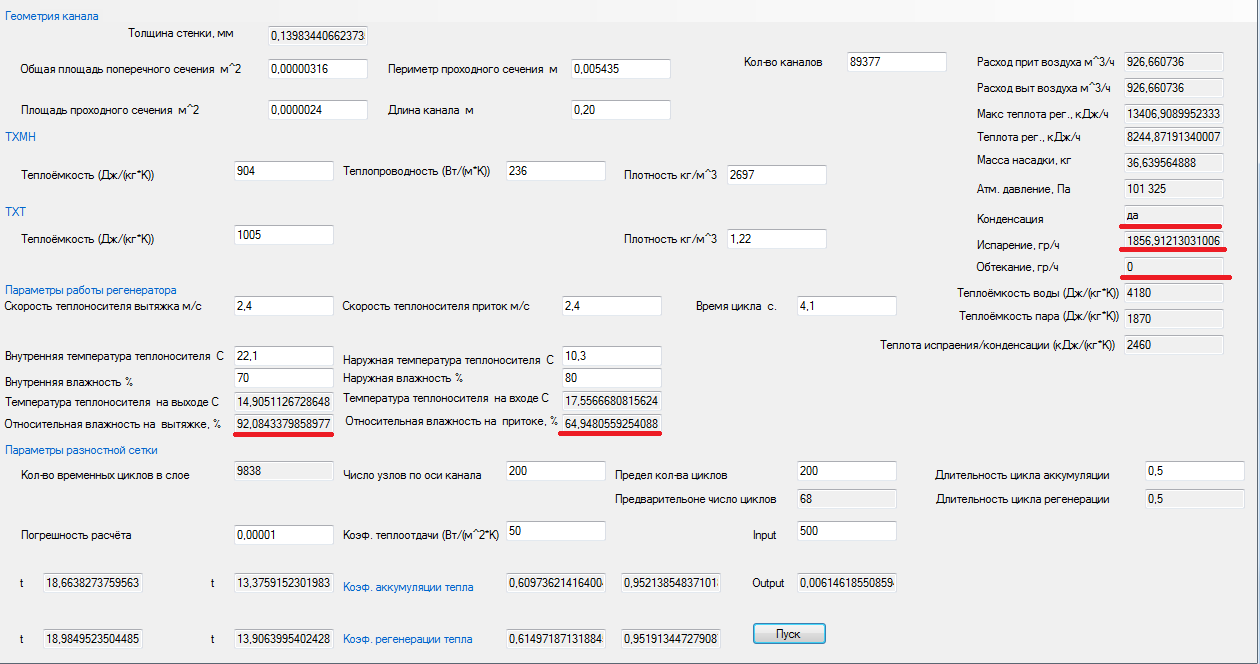 Геометрия канала
Толщина стенки, мм 0,1398344066237З
Общая площадь поперечного сечения м^2 0,00000316 Периметр проходного сечения м 0,005435 Кол-во каналов 89377 Расход прит воздуха м^3/ч 926,660736
Расход выт воздуха м^3/ч 926,660736
Площадь проходного сечения м^2 0,0000024 Длина канала м 0,20 Макс теплота рег., кДж/ч 13406,9089952333
ТХМН Теплота рег., кДж/ч 8244,87191340007
Теплоёмкость (Дж/(кг*К)) 904 Теплопроводность (Вт/(м*К)) 236 Плотность кг/м^3 2697 Масса насадки, кг 36,639564888
Атм. давление, Па 101 325
ТХТ Конденсация да
Теплоёмкость (Дж/(кг*К)) 1005 Плотность кг/м^3 1,22 Испарение, гр/ч 1856,91213031006
Обтекание, гр/ч 0
Параметры работы регенератора Теплоёмкость воды (Дж/(кг*К)) 4180
Скорость теплоносителя вытяжка м/с 2,4 Скорость теплоносителя приток м/с 2,4 Время цикла с. 4,1 Теплоёмкость пара (Дж/(кг*К)) 1870
Теплота испраения/конденсации (кДж/(кг*К)) 2460
Внутренняя температура теплоносителя С 22,1 Наружная температура теплоносителя С 10,3
Внутренняя влажность % 70 Наружная влажность % 80
Температура теплоносителя на выходе С 14,9051126728648 Температура теплоносителя на входе С 17,5566680815624
Относительная влажность на вытяжке, % 92,0843379858977 Относительная влажность на притоке, % 64,9480559254088
Параметры разностной сетки
Кол-во временных циклов в слое 9838 Число узлов по оси канала 200 Предел кол-ва циклов 200 Длительность цикла аккумуляции 0,5
Предварительоне число циклов 68 Длительность цикла регенерации 0,5
Погрешность расчёта 0,00001 Коэф. теплоотдачи (Вт/(м^2*К) 50 Input 500
t 18,6638273759563 t 13,3759152301983 Коэф. аккумуляции тепла 0,60973621416400 0,9521385483710 Output 0,0061461855085
t 18,9849523504485 t 13,9063995402428 Коэф. регенерации тепла 0,6149718713188 0,9519134472790
Пуск